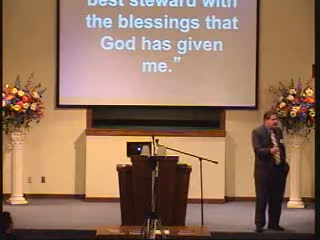 best steward with
the blessings that
God has given
me.”